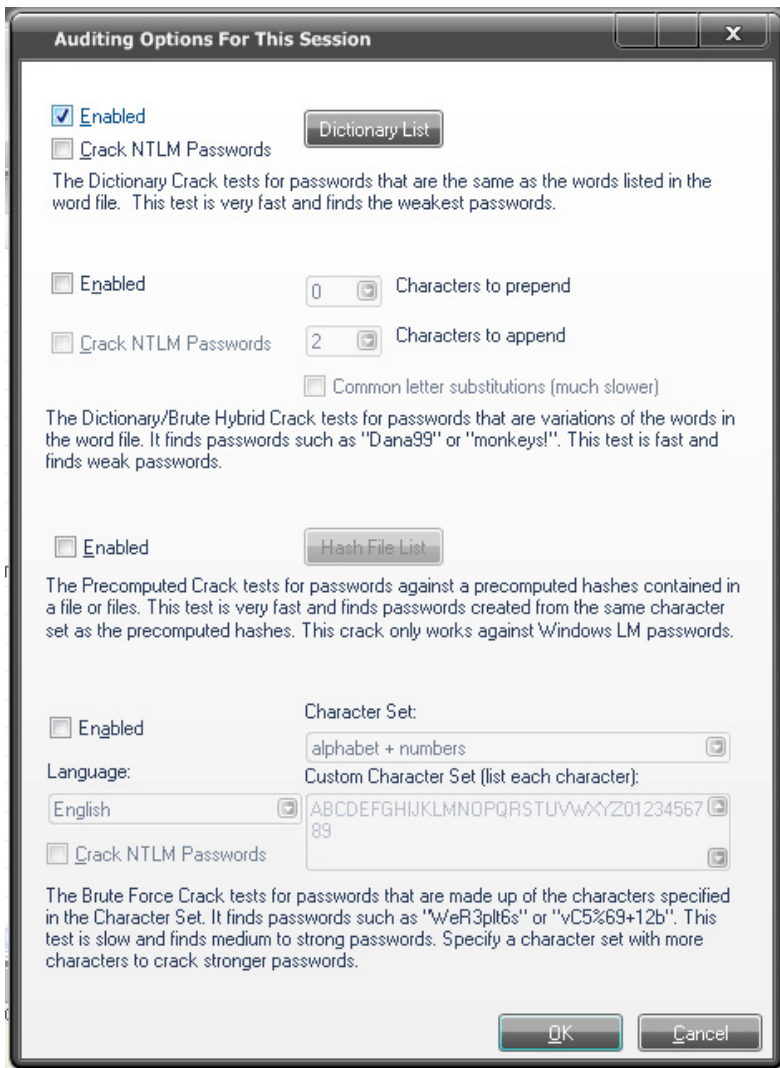 Auditing Options For This Session
x
Enabled
Dictionary List
Crack NTLM Passwords
The Dictionary Crack tests for passwords that are the same as the words listed in the
word file. This test is very fast and finds the weakest passwords.
Enabled
0
Characters to prepend
Crack NTLM Passwords
2
Characters to append
Common letter substitutions (much slower)
The Dictionary/Brute Hybrid Crack tests for passwords that are variations of the words in
the word file. It finds passwords such as "Dana99" or "monkeys!". This test is fast and
finds weak passwords.
Enabled
Hash File List
The Precomputed Crack tests for passwords against a precomputed hashes contained in
a file or files. This test is very fast and finds passwords created from the same character
set as the precomputed hashes. This crack only works against Windows LM passwords.
Enabled
Character Set:
alphabet + numbers
Language:
Custom Character Set (list each character):
English
ABCDEFGHIJKLMNOPQRSTUVWXYZ01234567
89
Crack NTLM Passwords
The Brute Force Crack tests for passwords that are made up of the characters specified
in the Character Set. It finds passwords such as "WeR3plt6s" or "vC5%69+12b". This
test is slow and finds medium to strong passwords. Specify a character set with more
characters to crack stronger passwords.
OK
Cancel